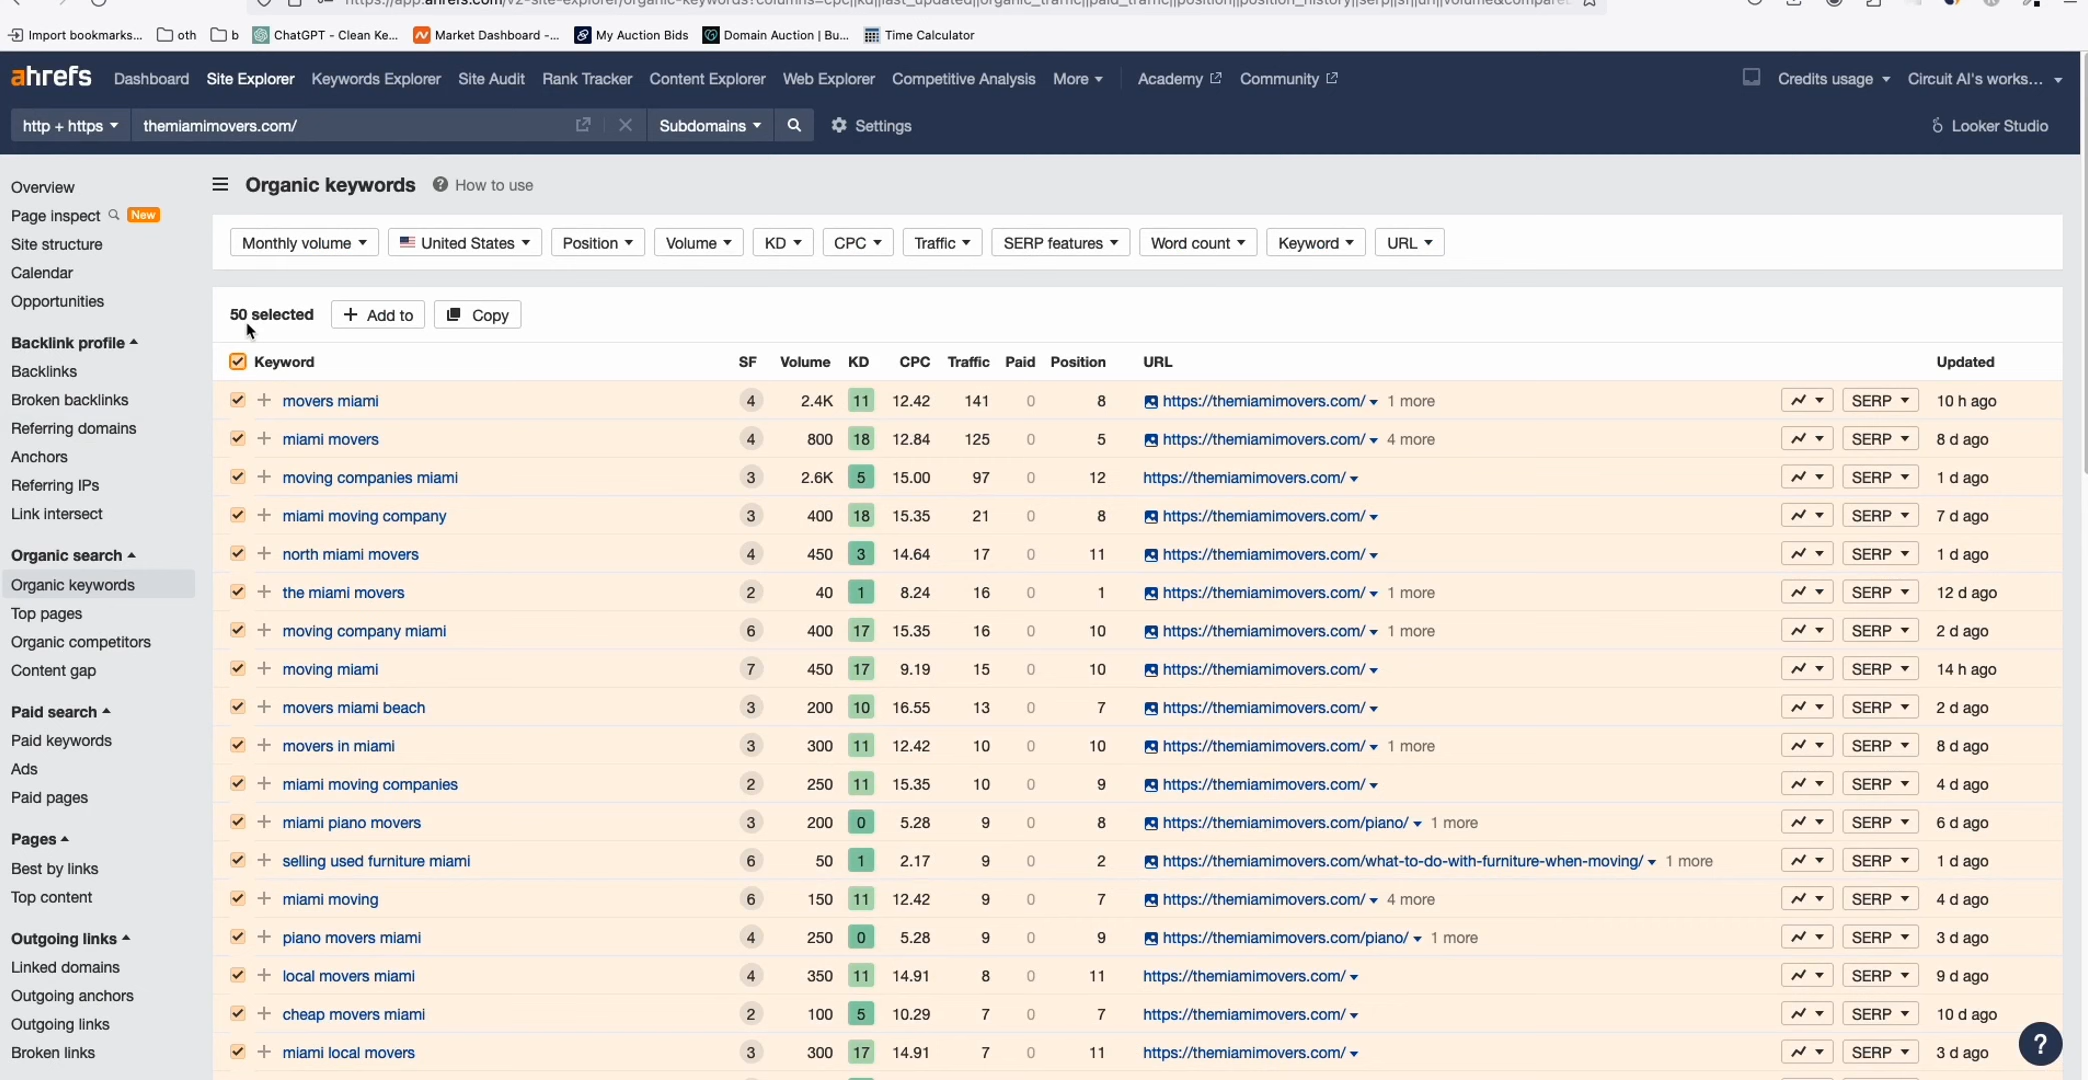 Import bookmarks... oth b ChatGPT - Clean Ke... Market Dashboard -... My Auction Bids Domain Auction | Bu... Time Calculator
ahrefs Dashboard Site Explorer Keywords Explorer Site Audit Rank Tracker Content Explorer Web Explorer Competitive Analysis More Academy Community Credits usage Circuit AI's works...
http + https themiamimovers.com/ Subdomains Settings Looker Studio
Overview
Page inspect New
Site structure
Calendar
Opportunities
Backlink profile
Backlinks
Broken backlinks
Referring domains
Anchors
Referring IPs
Link intersect
Organic search
Organic keywords
Top pages
Organic competitors
Content gap
Paid search
Paid keywords
Ads
Paid pages
Pages
Best by links
Top content
Outgoing links
Linked domains
Outgoing anchors
Outgoing links
Broken links
Organic keywords ? How to use
Monthly volume United States Position Volume KD CPC Traffic SERP features Word count Keyword URL
50 selected + Add to Copy
Keyword SF Volume KD CPC Traffic Paid Position URL Updated
+ movers miami 4 2.4K 11 12.42 141 0 8 https://themiamimovers.com/ 1 more SERP 10 h ago
+ miami movers 4 800 18 12.84 125 0 5 https://themiamimovers.com/ 4 more SERP 8 d ago
+ moving companies miami 3 2.6K 5 15.00 97 0 12 https://themiamimovers.com/ SERP 1 d ago
+ miami moving company 3 400 18 15.35 21 0 8 https://themiamimovers.com/ SERP 7 d ago
+ north miami movers 4 450 3 14.64 17 0 11 https://themiamimovers.com/ SERP 1 d ago
+ the miami movers 2 40 1 8.24 16 0 1 https://themiamimovers.com/ 1 more SERP 12 d ago
+ moving company miami 6 400 17 15.35 16 0 10 https://themiamimovers.com/ 1 more SERP 2 d ago
+ moving miami 7 450 17 9.19 15 0 10 https://themiamimovers.com/ SERP 14 h ago
+ movers miami beach 3 200 10 16.55 13 0 7 https://themiamimovers.com/ SERP 2 d ago
+ movers in miami 3 300 11 12.42 10 0 10 https://themiamimovers.com/ 1 more SERP 8 d ago
+ miami moving companies 2 250 11 15.35 10 0 9 https://themiamimovers.com/ SERP 4 d ago
+ miami piano movers 3 200 0 5.28 9 0 8 https://themiamimovers.com/piano/ 1 more SERP 6 d ago
+ selling used furniture miami 6 50 1 2.17 9 0 2 https://themiamimovers.com/what-to-do-with-furniture-when-moving/ 1 more SERP 1 d ago
+ miami moving 6 150 11 12.42 9 0 7 https://themiamimovers.com/ 4 more SERP 4 d ago
+ piano movers miami 4 250 0 5.28 9 0 9 https://themiamimovers.com/piano/ 1 more SERP 3 d ago
+ local movers miami 4 350 11 14.91 8 0 11 https://themiamimovers.com/ SERP 9 d ago
+ cheap movers miami 2 100 5 10.29 7 0 7 https://themiamimovers.com/ SERP 10 d ago
+ miami local movers 3 300 17 14.91 7 0 11 https://themiamimovers.com/ SERP 3 d ago
?